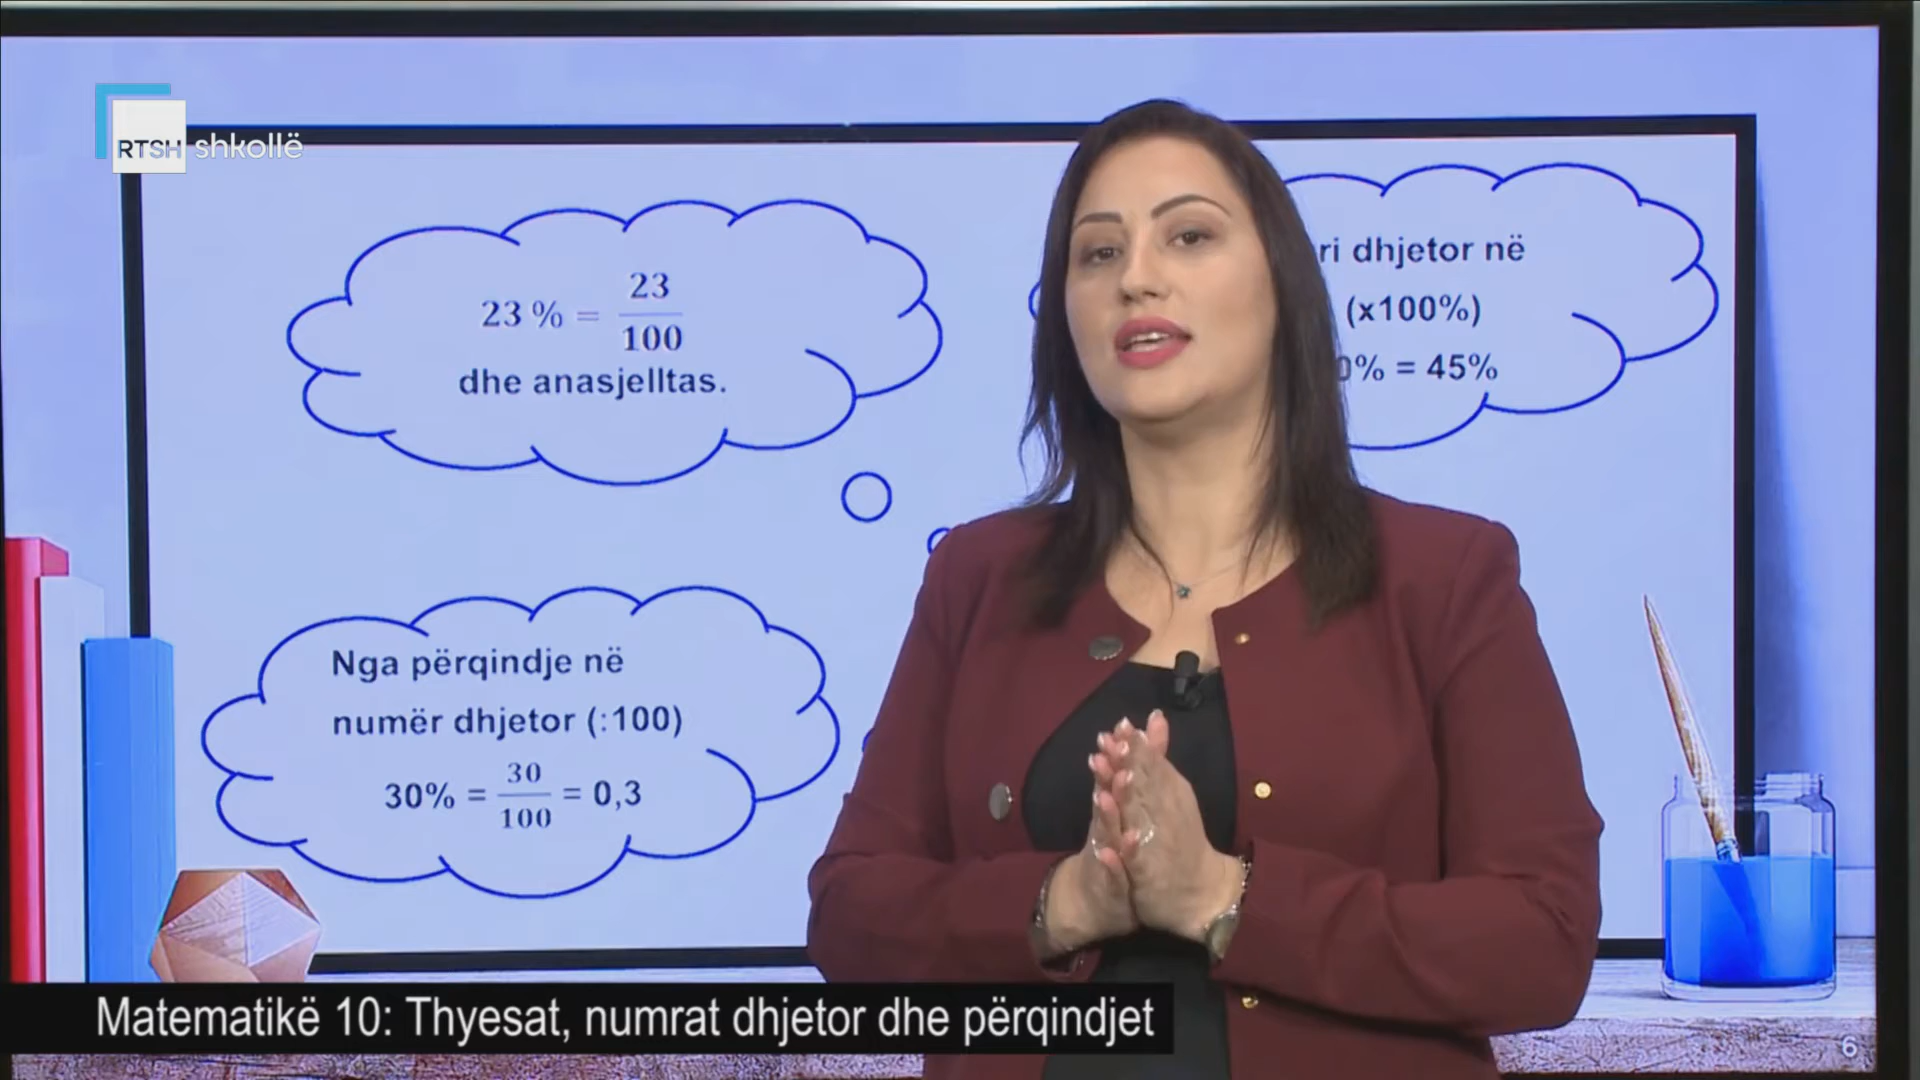 RTSH shkollë
23 % = 23/100
dhe anasjelltas.
dhjetor në
(x100%)
% = 45%
Nga përqindje në
numër dhjetor (:100)
30% = 30/100 = 0,3
Matematikë 10: Thyesat, numrat dhjetor dhe përqindjet
6